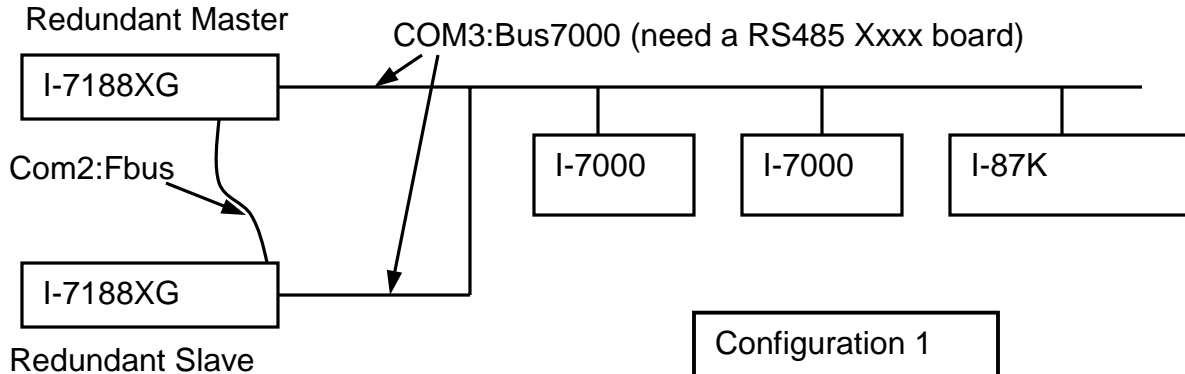 Redundant Master
COM3:Bus7000 (need a RS485 Xxxx board)
I-7188XG
Com2:Fbus
I-7000
I-7000
I-87K
I-7188XG
Redundant Slave
Configuration 1